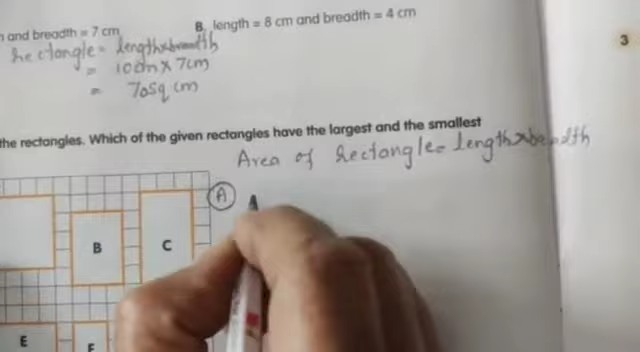 and breadth = 7 cm
B. length = 8 cm and breadth = 4 cm
3
Rectangle = length×breadth
= 10cm × 7cm
= 70sq cm
the rectangles. Which of the given rectangles have the largest and the smallest
Area of Rectangle= length×breadth
A
B
C
E
F